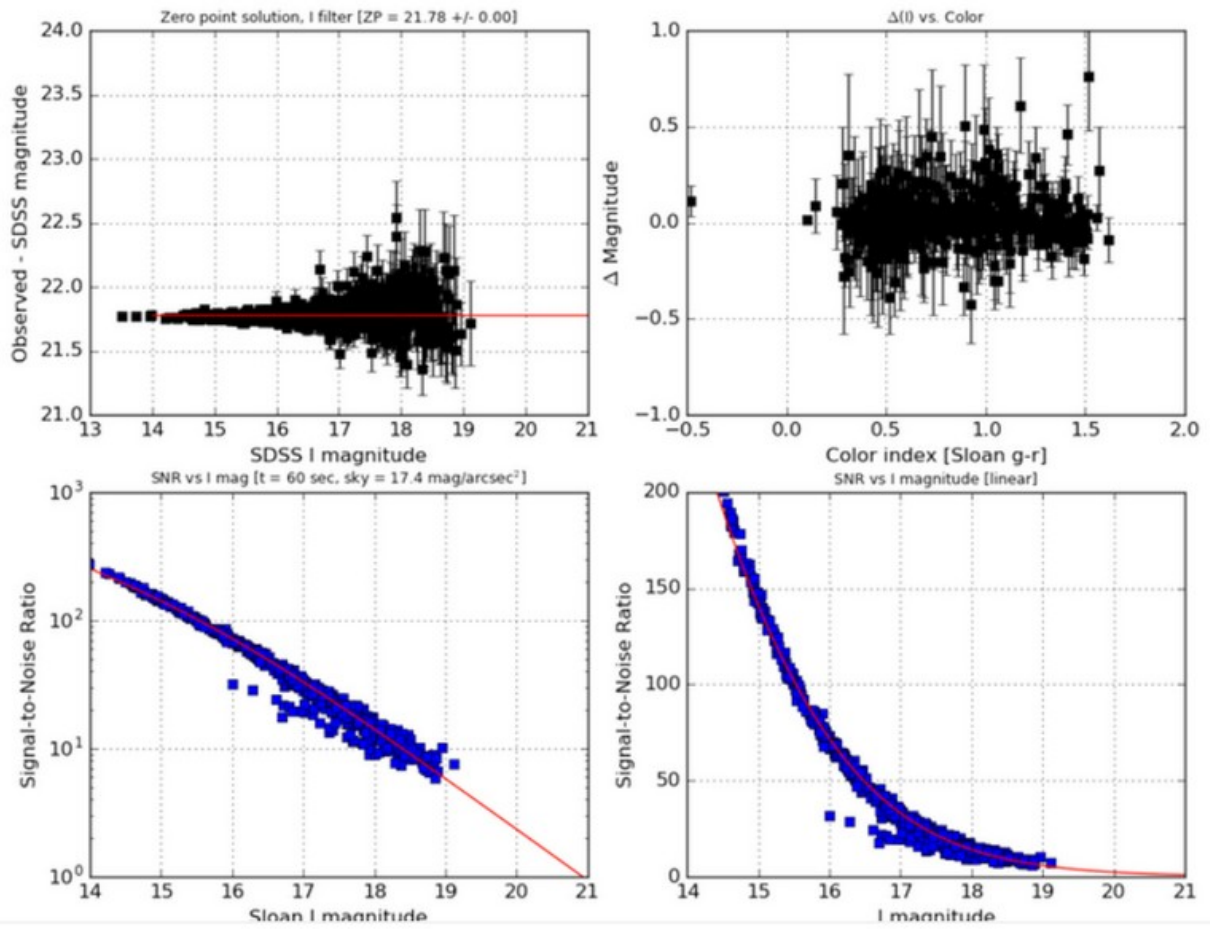 Zero point solution, I filter [ZP = 21.78 +/- 0.00]
24.0
23.5
23.0
22.5
22.0
21.5
21.0
Observed - SDSS magnitude
13 14 15 16 17 18 19 20 21
SDSS I magnitude
Δ(I) vs. Color
1.0
0.5
0.0
−0.5
−1.0
Δ Magnitude
−0.5 0.0 0.5 1.0 1.5 2.0
Color index [Sloan g-r]
SNR vs I mag [t = 60 sec, sky = 17.4 mag/arcsec²]
10³
10²
10¹
10⁰
Signal-to-Noise Ratio
14 15 16 17 18 19 20 21
Sloan I magnitude
SNR vs I magnitude [linear]
200
150
100
50
0
Signal-to-Noise Ratio
14 15 16 17 18 19 20 21
I magnitude